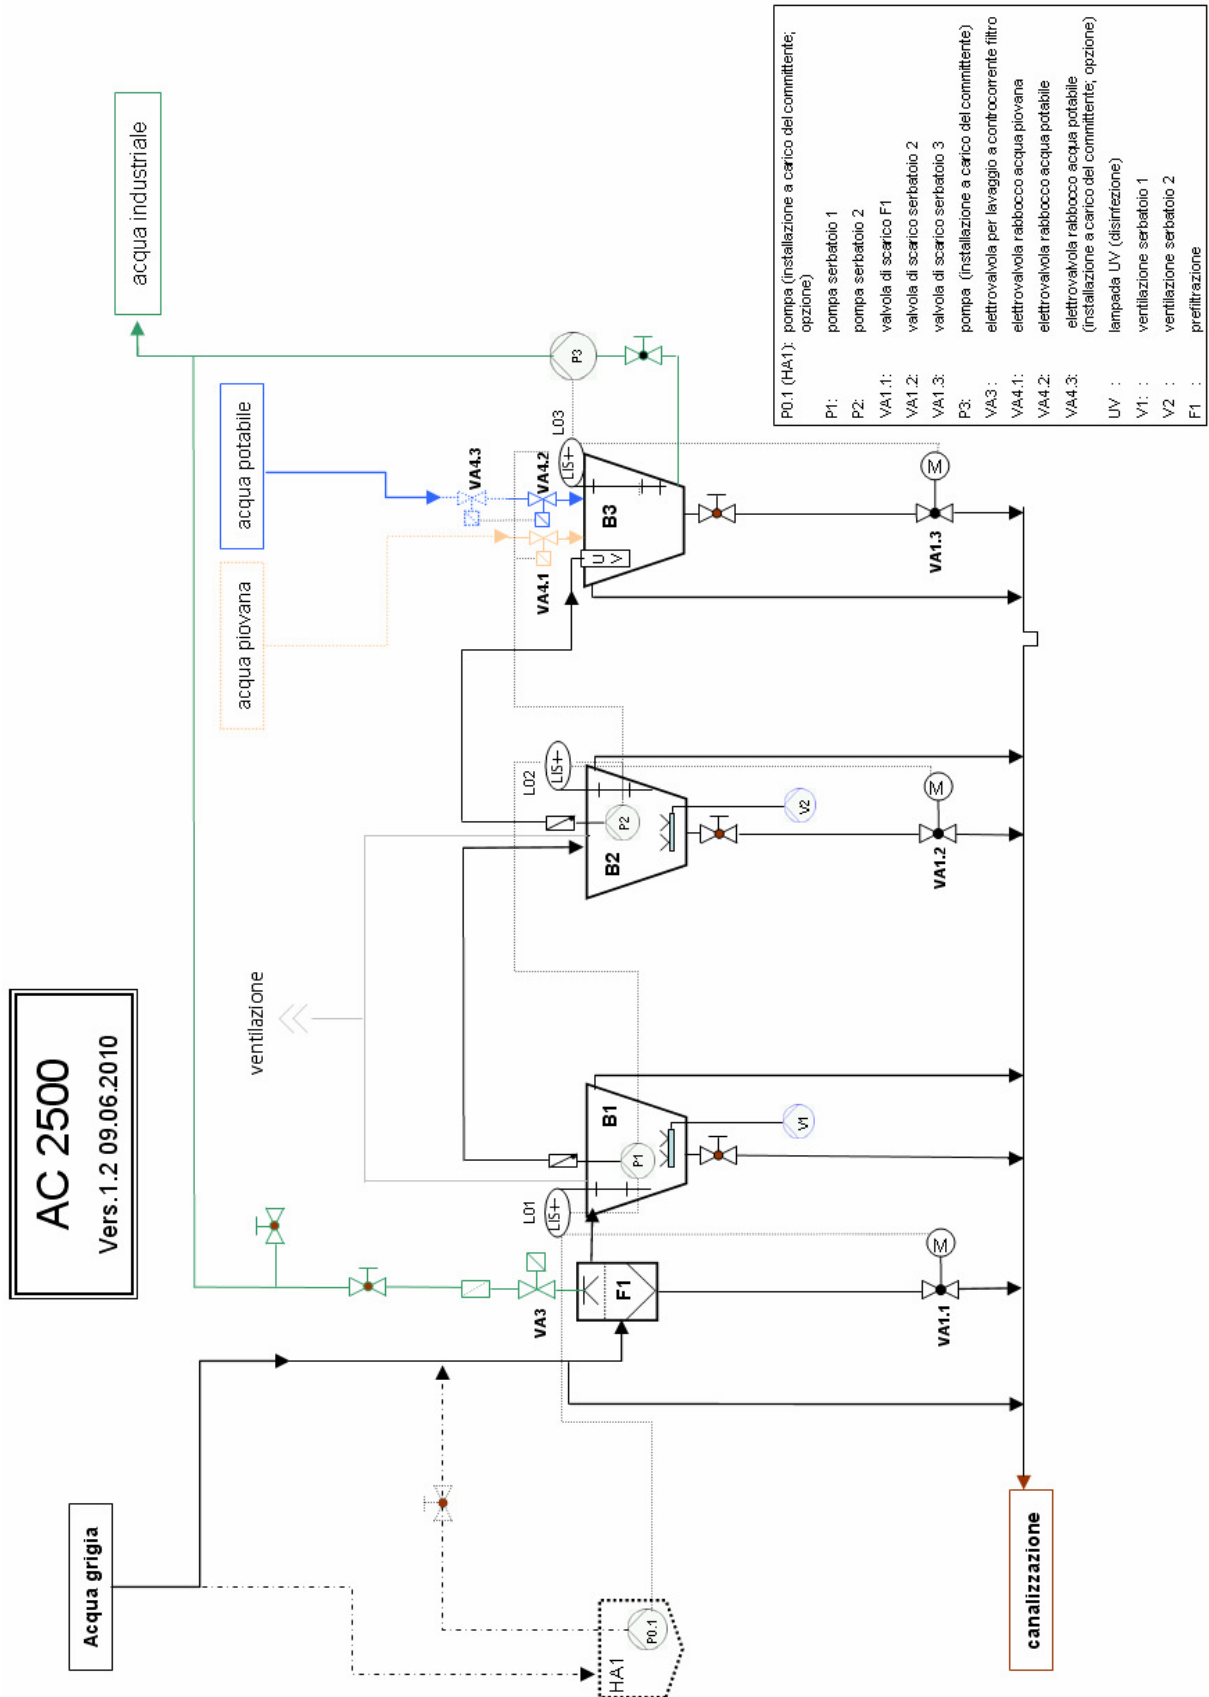 AC 2500
Vers.1.2 09.06.2010
Acqua grigia
ventilazione
acqua piovana
acqua potabile
acqua industriale
HA1
P0.1
VA3
F1
VA1.1
M
L01
LIS+
B1
P1
V1
L02
LIS+
B2
P2
V2
VA1.2
M
VA4.1
VA4.3
VA4.2
L03
LIS+
B3
U
V
VA1.3
M
P3
canalizzazione
P0.1 (HA1): pompa (installazione a carico del committente;
opzione)
P1: pompa serbatoio 1
P2: pompa serbatoio 2
VA1.1: valvola di scarico F1
VA1.2: valvola di scarico serbatoio 2
VA1.3: valvola di scarico serbatoio 3
P3: pompa (installazione a carico del committente)
VA3 : elettrovalvola per lavaggio a controcorrente filtro
VA4.1: elettrovalvola rabbocco acqua piovana
VA4.2: elettrovalvola rabbocco acqua potabile
VA4.3: elettrovalvola rabbocco acqua potabile
(installazione a carico del committente; opzione)
UV : lampada UV (disinfezione)
V1: : ventilazione serbatoio 1
V2 : ventilazione serbatoio 2
F1 : prefiltrazione